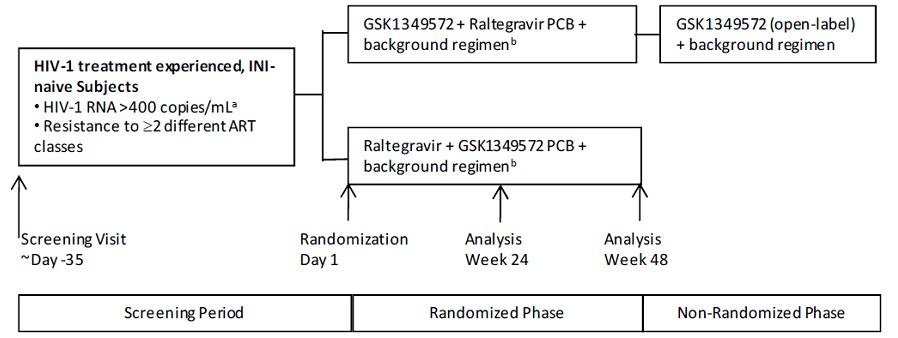 GSK1349572 + Raltegravir PCB +
background regimenᵇ
GSK1349572 (open-label)
+ background regimen
HIV-1 treatment experienced, INI-
naive Subjects
• HIV-1 RNA >400 copies/mLᵃ
• Resistance to ≥2 different ART
classes
Raltegravir + GSK1349572 PCB +
background regimenᵇ
Screening Visit
~Day -35
Randomization
Day 1
Analysis
Week 24
Analysis
Week 48
Screening Period
Randomized Phase
Non-Randomized Phase